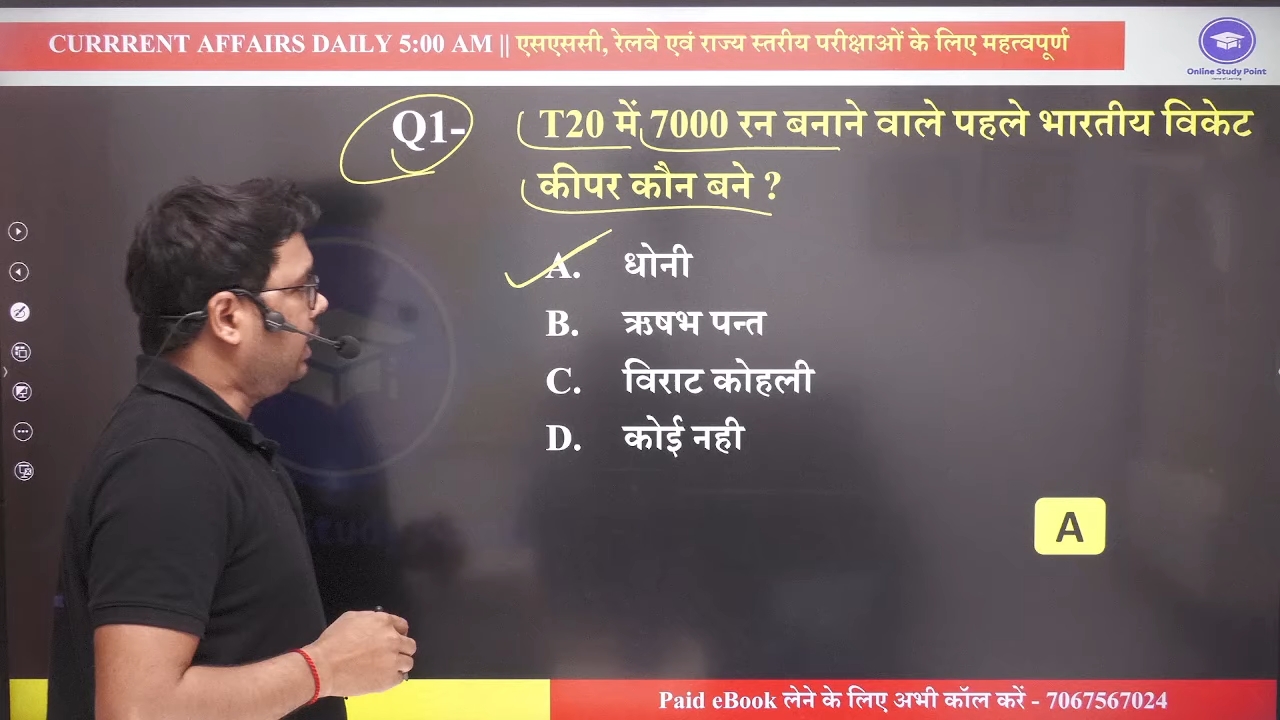 CURRRENT AFFAIRS DAILY 5:00 AM || एसएससी, रेलवे एवं राज्य स्तरीय परीक्षाओं के लिए महत्वपूर्ण
Online Study Point
Q1- T20 में 7000 रन बनाने वाले पहले भारतीय विकेट
कीपर कौन बने ?
A. धोनी
B. ऋषभ पन्त
C. विराट कोहली
D. कोई नही
A
Paid eBook लेने के लिए अभी कॉल करें - 7067567024